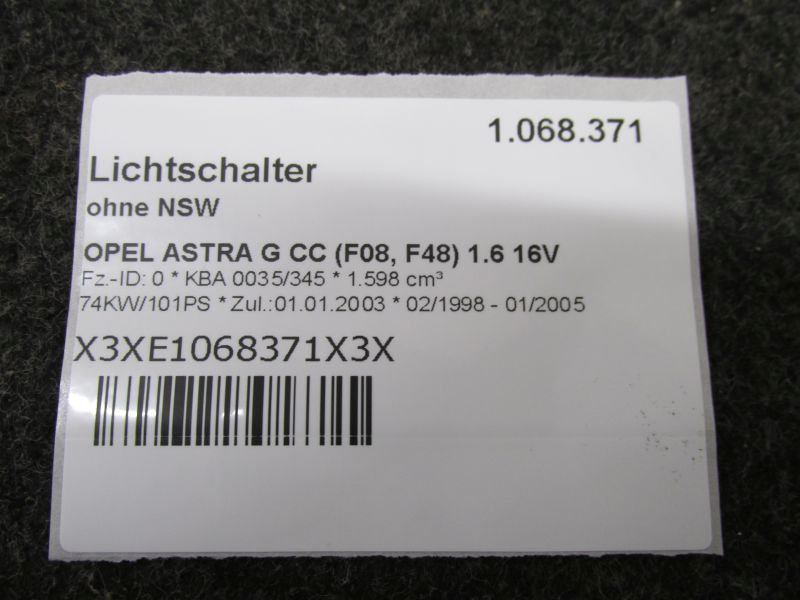 1.068.371
Lichtschalter
ohne NSW
OPEL ASTRA G CC (F08, F48) 1.6 16V
Fz.-ID: 0 * KBA 0035/345 * 1.598 cm³
74KW/101PS * Zul.:01.01.2003 * 02/1998 - 01/2005
X3XE1068371X3X